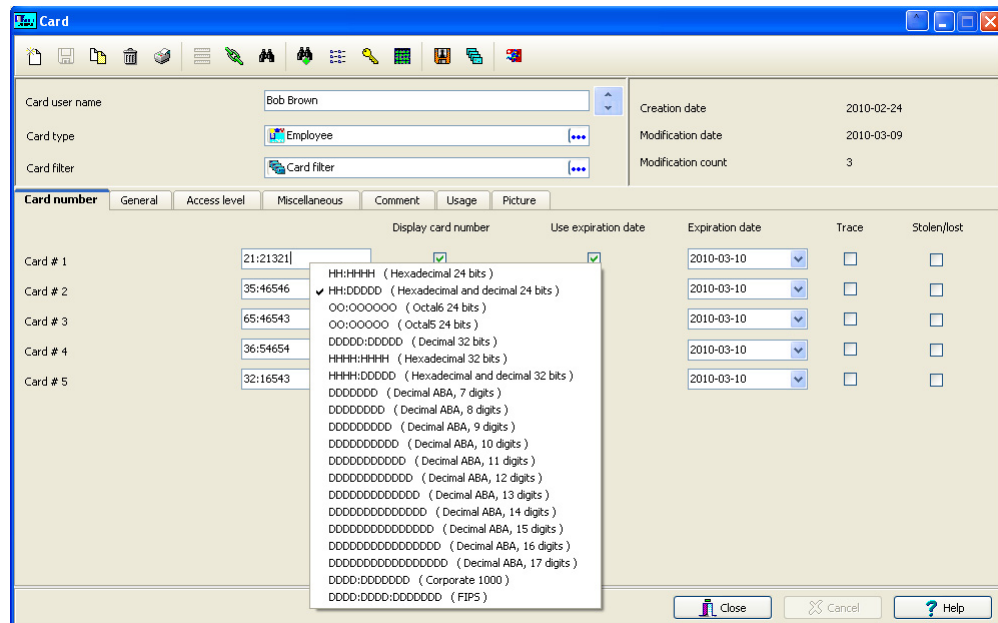 Card
Card user name Bob Brown Creation date 2010-02-24
Card type Employee Modification date 2010-03-09
Card filter Card filter Modification count 3
Card number General Access level Miscellaneous Comment Usage Picture
Display card number Use expiration date Expiration date Trace Stolen/lost
Card # 1 21:21321 2010-03-10
Card # 2 35:46546 2010-03-10
Card # 3 65:46543 2010-03-10
Card # 4 36:54654 2010-03-10
Card # 5 32:16543 2010-03-10
HH:HHHH ( Hexadecimal 24 bits )
HH:DDDDD ( Hexadecimal and decimal 24 bits )
OO:OOOOOO ( Octal6 24 bits )
OO:OOOOO ( Octal5 24 bits )
DDDDD:DDDDD ( Decimal 32 bits )
HHHH:HHHH ( Hexadecimal 32 bits )
HHHH:DDDDD ( Hexadecimal and decimal 32 bits )
DDDDDDD ( Decimal ABA, 7 digits )
DDDDDDDD ( Decimal ABA, 8 digits )
DDDDDDDDD ( Decimal ABA, 9 digits )
DDDDDDDDDD ( Decimal ABA, 10 digits )
DDDDDDDDDDD ( Decimal ABA, 11 digits )
DDDDDDDDDDDD ( Decimal ABA, 12 digits )
DDDDDDDDDDDDD ( Decimal ABA, 13 digits )
DDDDDDDDDDDDDD ( Decimal ABA, 14 digits )
DDDDDDDDDDDDDDD ( Decimal ABA, 15 digits )
DDDDDDDDDDDDDDDD ( Decimal ABA, 16 digits )
DDDDDDDDDDDDDDDDD ( Decimal ABA, 17 digits )
DDDD:DDDDDDD ( Corporate 1000 )
DDDD:DDDD:DDDDDDD ( FIPS )
Close Cancel Help